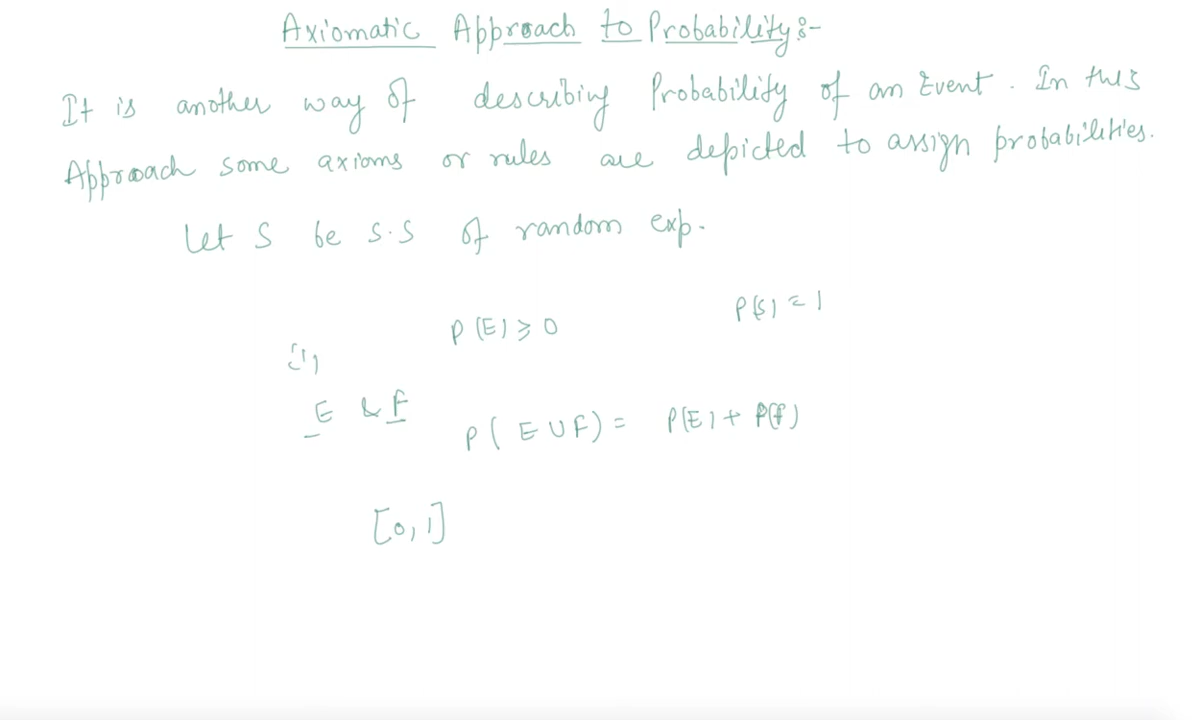 Axiomatic Approach to Probability :-
It is another way of describing Probability of an Event. In this
Approach some axioms or rules are depicted to assign probabilities.
Let S be S.S of random exp.
P(E) ≥ 0 P(S) = 1
E & F P(E ∪ F) = P(E) + P(F)
[0, 1]